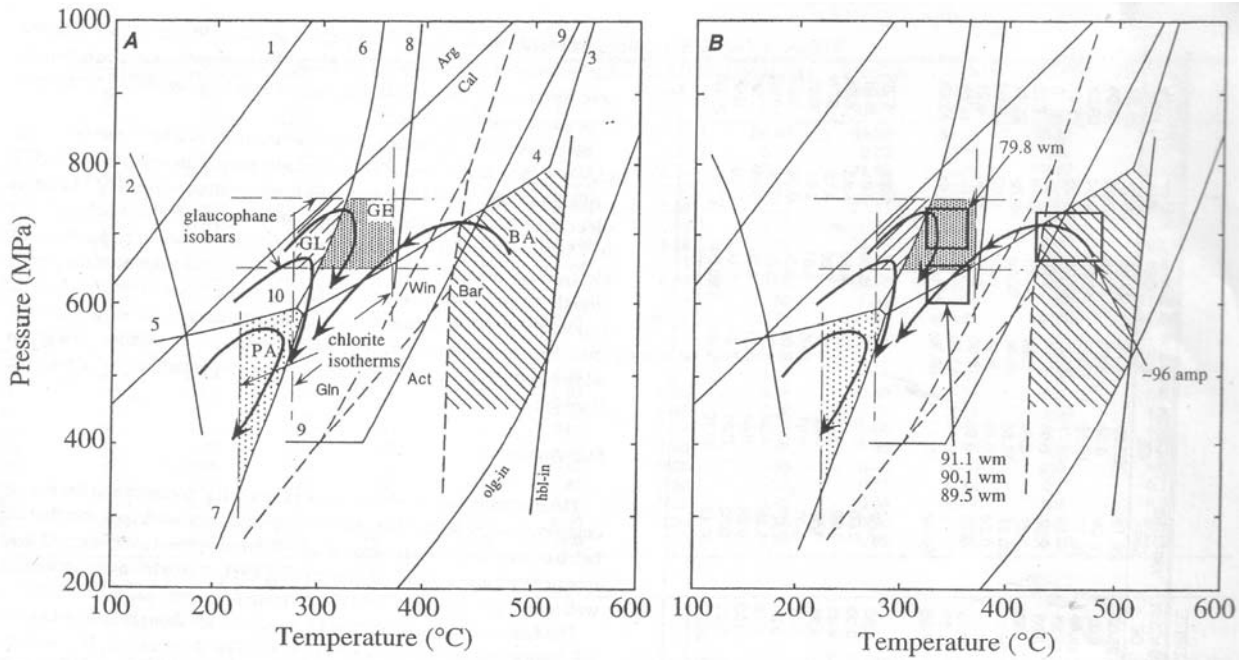 A
1
6
8
9
3
Arg
Cal
1000
800
600
400
200
2
4
5
10
9
7
glaucophane
isobars
GL
GE
BA
PA
Win
Bar
Gln
Act
chlorite
isotherms
olg-in
hbl-in
Pressure (MPa)
100
200
300
400
500
600
Temperature (°C)
B
79.8 wm
~96 amp
91.1 wm
90.1 wm
89.5 wm
100
200
300
400
500
600
Temperature (°C)